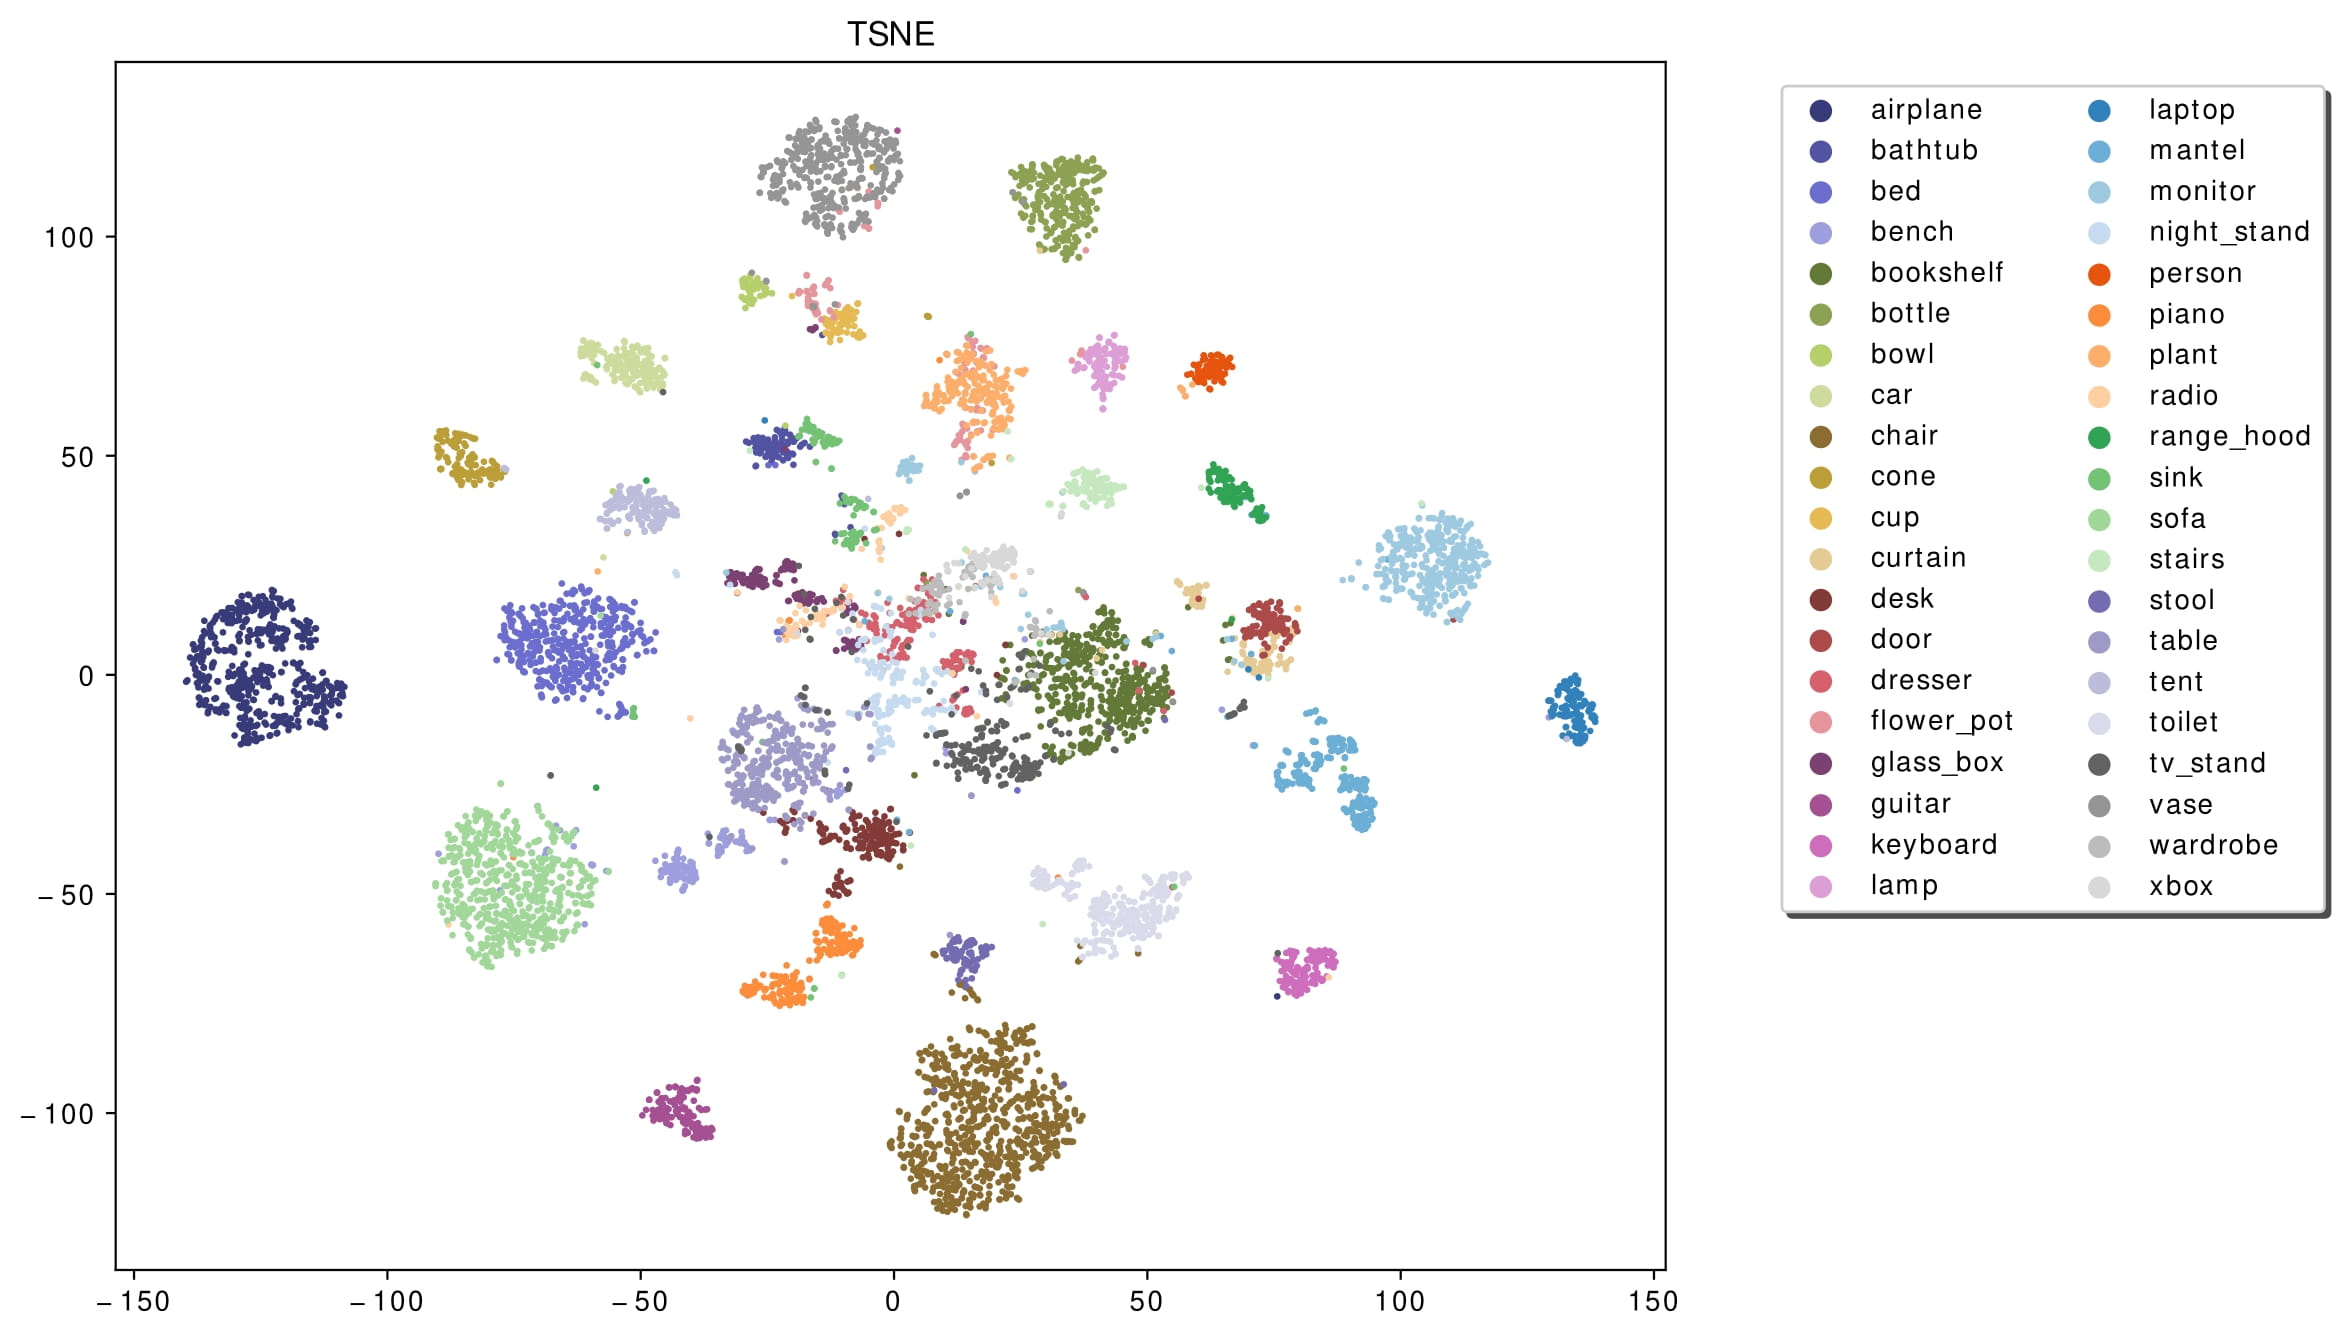 TSNE
100
50
0
−50
−100
−150
−100
−50
0
50
100
150
airplane
bathtub
bed
bench
bookshelf
bottle
bowl
car
chair
cone
cup
curtain
desk
door
dresser
flower_pot
glass_box
guitar
keyboard
lamp
laptop
mantel
monitor
night_stand
person
piano
plant
radio
range_hood
sink
sofa
stairs
stool
table
tent
toilet
tv_stand
vase
wardrobe
xbox